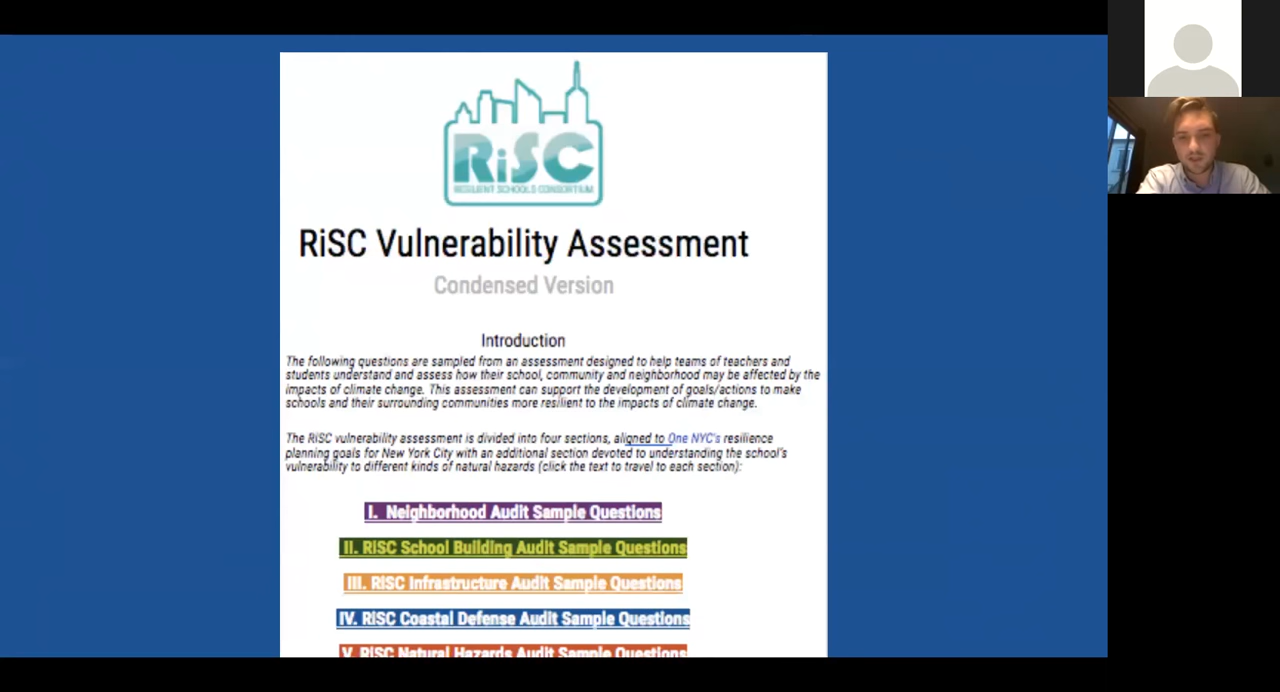 RiSC
RESILIENT SCHOOLS CONSORTIUM
RiSC Vulnerability Assessment
Condensed Version
Introduction
The following questions are sampled from an assessment designed to help teams of teachers and
students understand and assess how their school, community and neighborhood may be affected by the
impacts of climate change. This assessment can support the development of goals/actions to make
schools and their surrounding communities more resilient to the impacts of climate change.
The RiSC vulnerability assessment is divided into four sections, aligned to One NYC's resilience
planning goals for New York City with an additional section devoted to understanding the school's
vulnerability to different kinds of natural hazards (click the text to travel to each section):
I. Neighborhood Audit Sample Questions
II. RiSC School Building Audit Sample Questions
III. RiSC Infrastructure Audit Sample Questions
IV. RiSC Coastal Defense Audit Sample Questions
V. RiSC Natural Hazards Audit Sample Questions